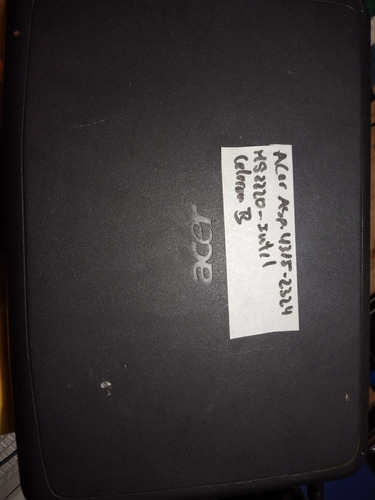 acer
Acer Asp 4315-2324
MS2220-Intel
Celeron B